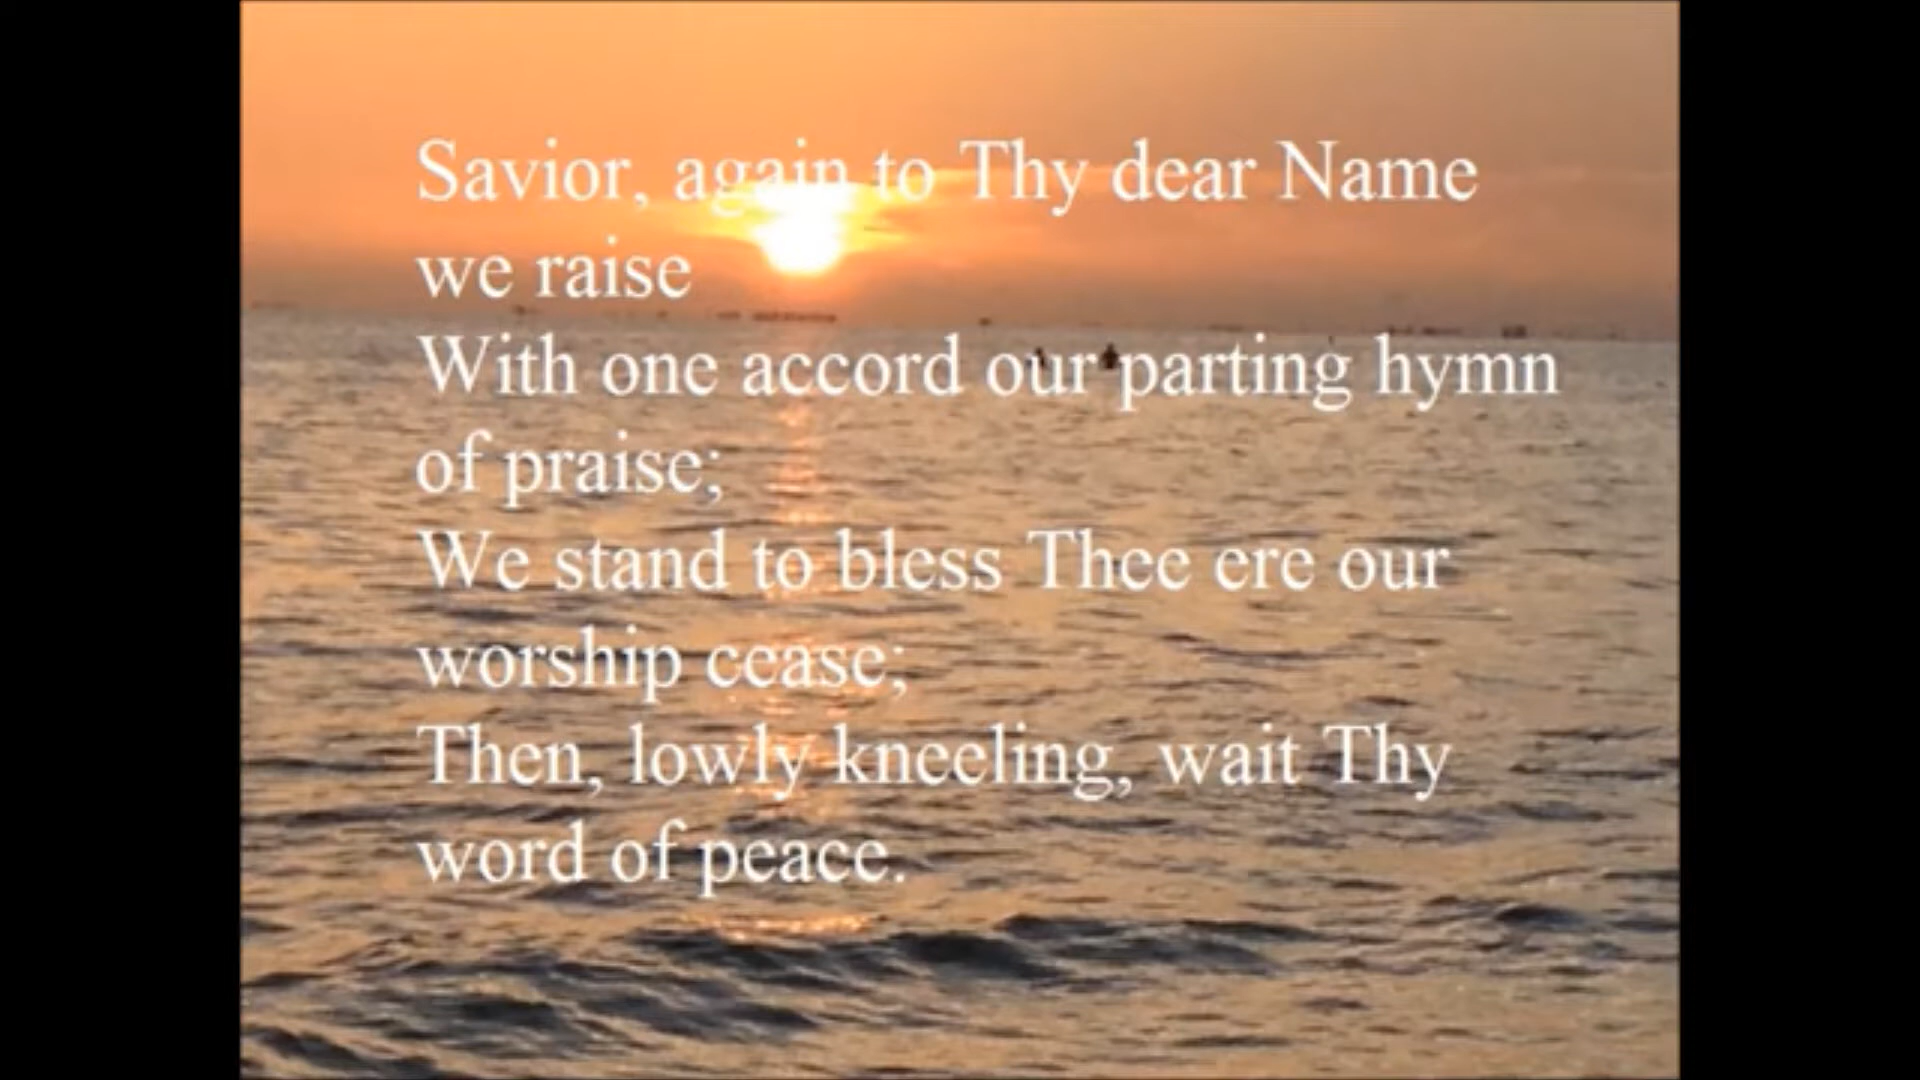 Savior, again to Thy dear Name
we raise
With one accord our parting hymn
of praise;
We stand to bless Thee ere our
worship cease;
Then, lowly kneeling, wait Thy
word of peace.